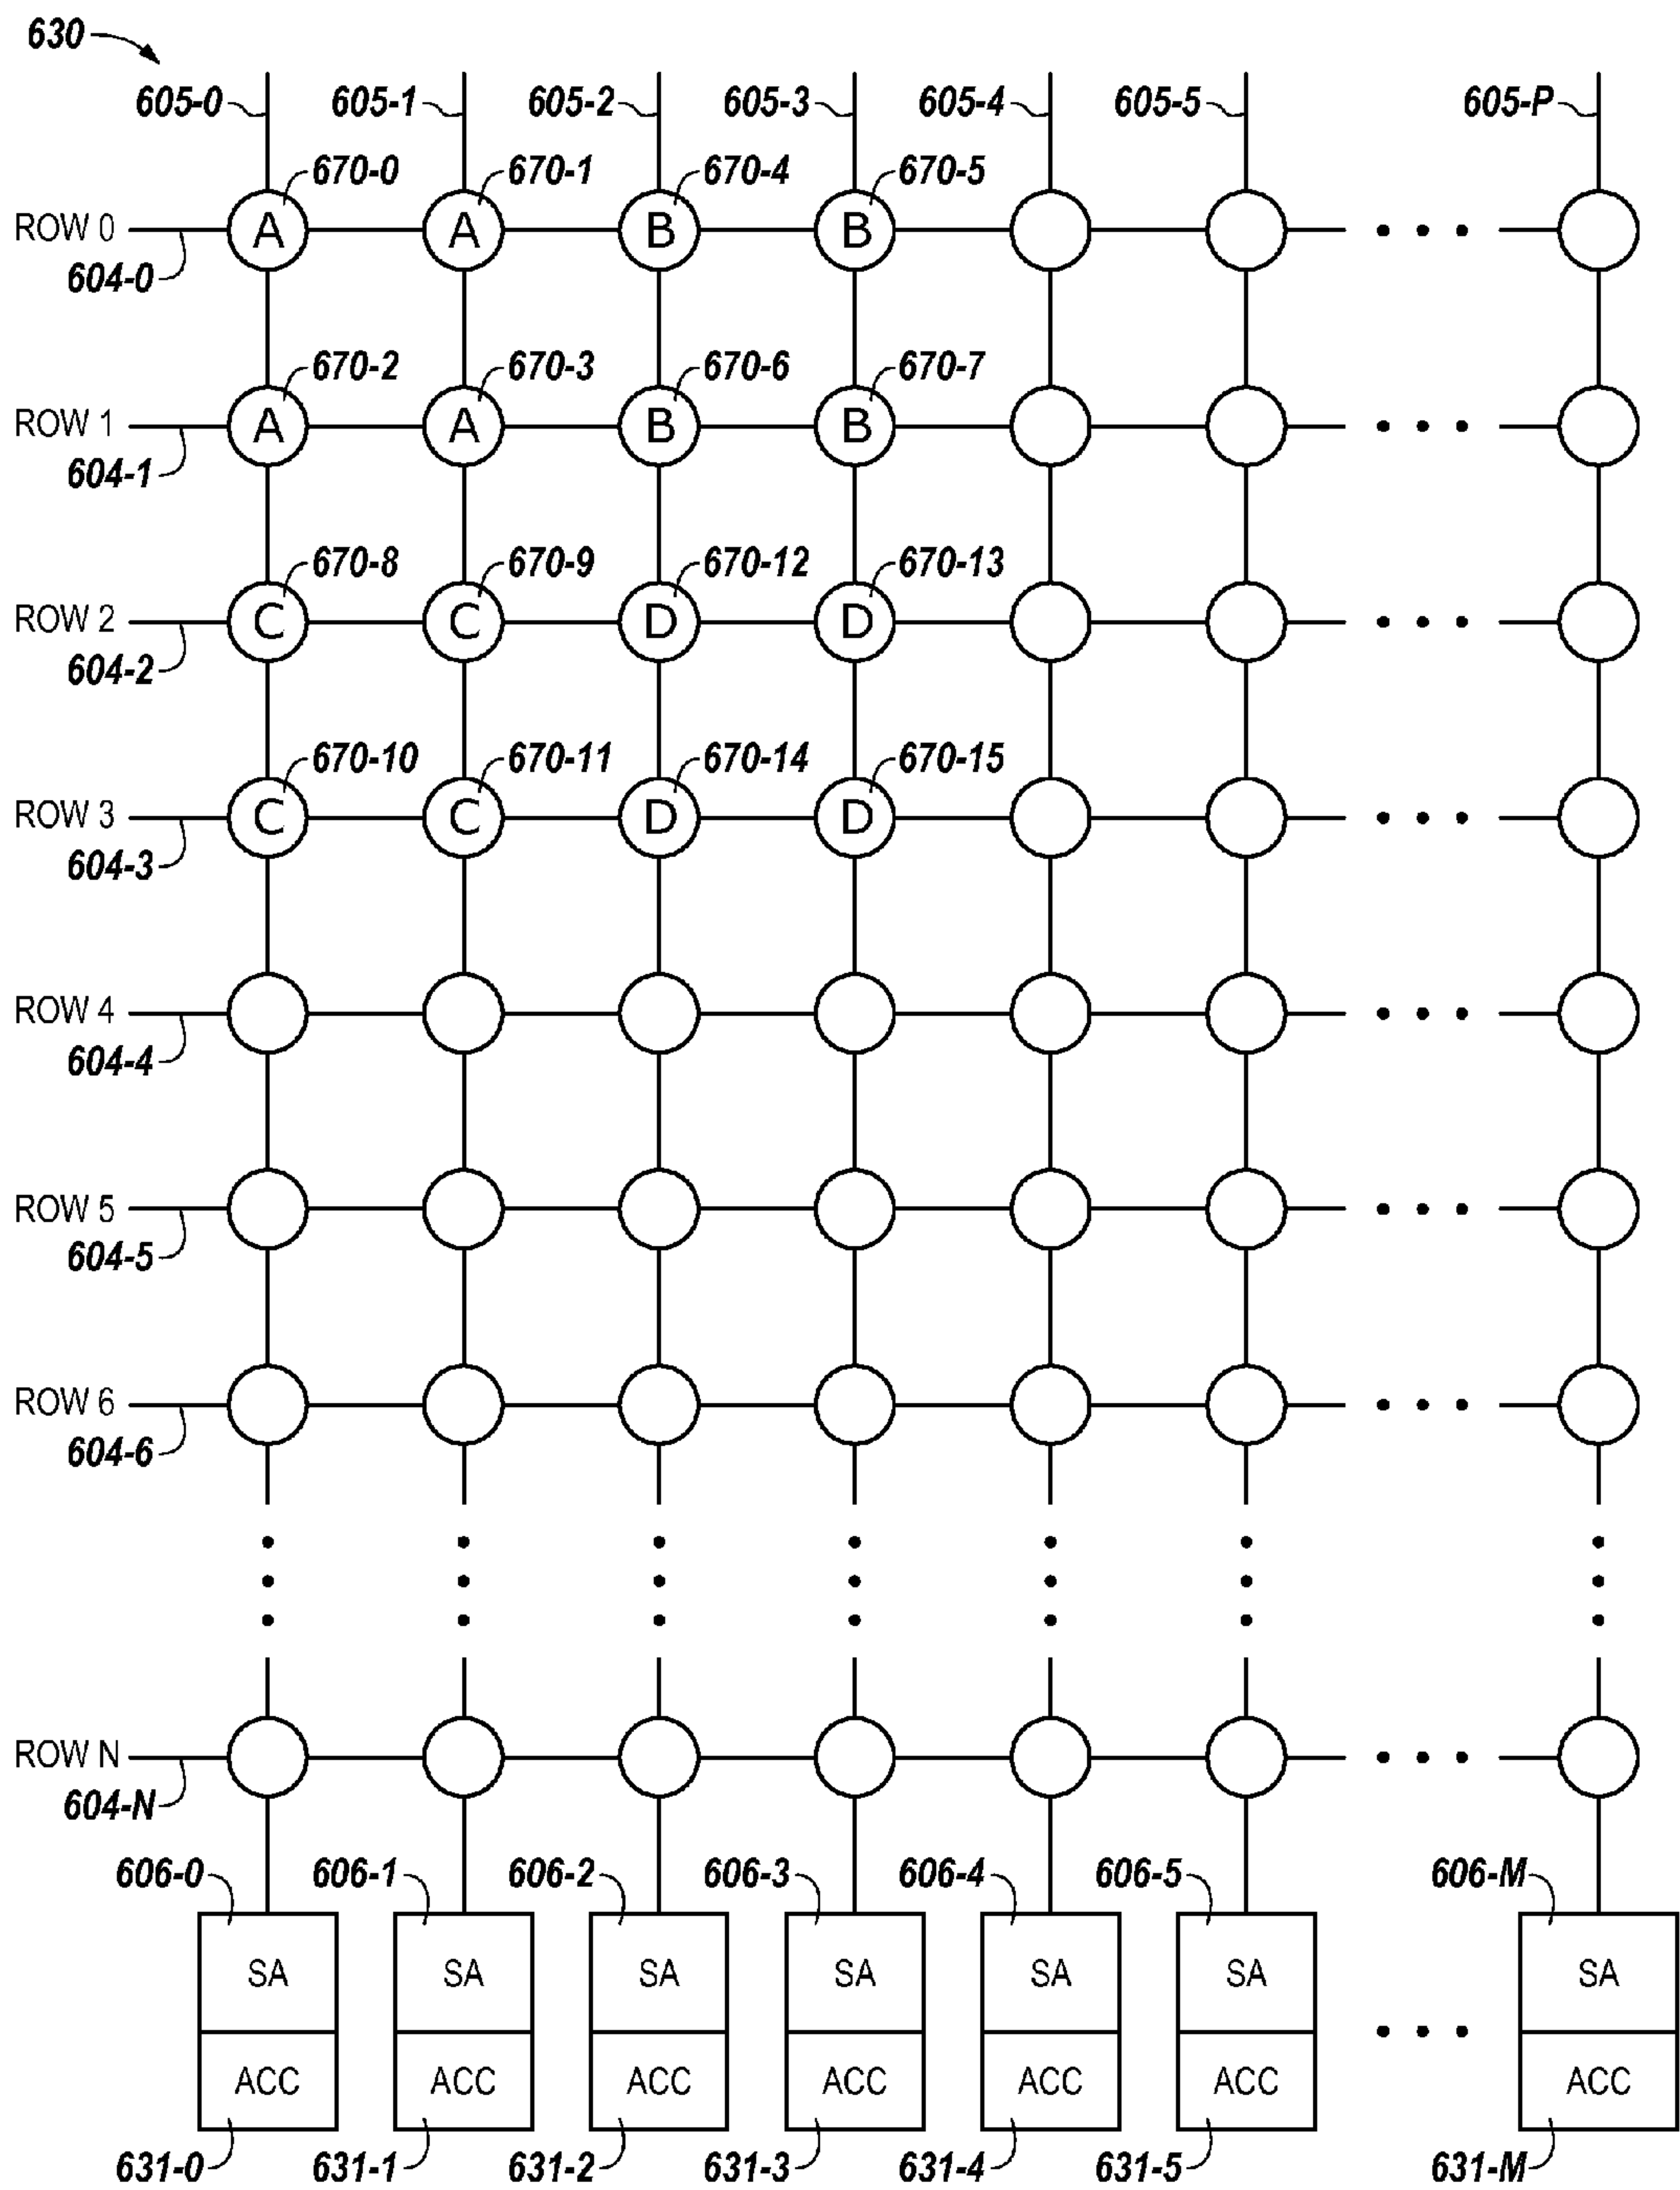 630
605-0 605-1 605-2 605-3 605-4 605-5 605-P
670-0 670-1 670-4 670-5
ROW 0 A A B B
604-0
670-2 670-3 670-6 670-7
ROW 1 A A B B
604-1
670-8 670-9 670-12 670-13
ROW 2 C C D D
604-2
670-10 670-11 670-14 670-15
ROW 3 C C D D
604-3
ROW 4
604-4
ROW 5
604-5
ROW 6
604-6
ROW N
604-N
606-0 606-1 606-2 606-3 606-4 606-5 606-M
SA SA SA SA SA SA SA
ACC ACC ACC ACC ACC ACC ACC
631-0 631-1 631-2 631-3 631-4 631-5 631-M